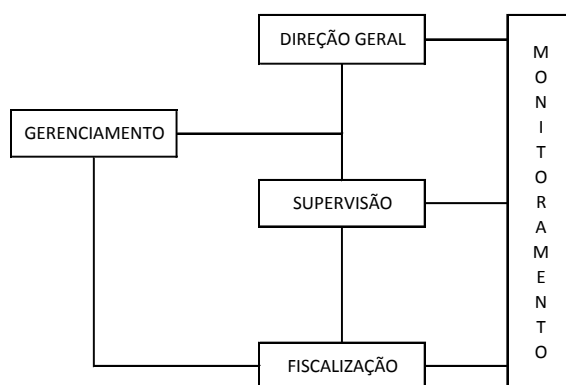 DIREÇÃO GERAL
GERENCIAMENTO
SUPERVISÃO
FISCALIZAÇÃO
M
O
N
I
T
O
R
A
M
E
N
T
O